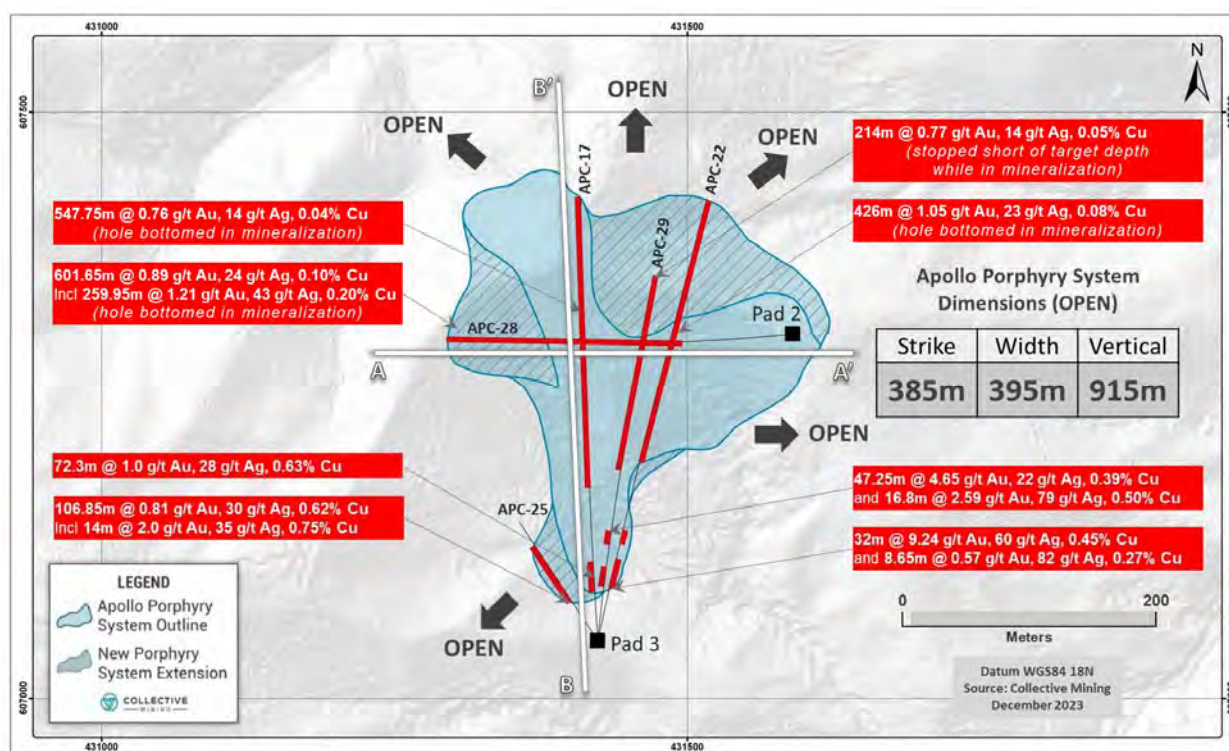 431000
431500
N
OPEN
OPEN
OPEN
B'
APC-17
APC-22
APC-29
607500
214m @ 0.77 g/t Au, 14 g/t Ag, 0.05% Cu
(stopped short of target depth
while in mineralization)
547.75m @ 0.76 g/t Au, 14 g/t Ag, 0.04% Cu
(hole bottomed in mineralization)
426m @ 1.05 g/t Au, 23 g/t Ag, 0.08% Cu
(hole bottomed in mineralization)
601.65m @ 0.89 g/t Au, 24 g/t Ag, 0.10% Cu
Incl 259.95m @ 1.21 g/t Au, 43 g/t Ag, 0.20% Cu
(hole bottomed in mineralization)
Apollo Porphyry System
Dimensions (OPEN)
Strike Width Vertical
385m 395m 915m
Pad 2
APC-28
A
A'
OPEN
72.3m @ 1.0 g/t Au, 28 g/t Ag, 0.63% Cu
106.85m @ 0.81 g/t Au, 30 g/t Ag, 0.62% Cu
Incl 14m @ 2.0 g/t Au, 35 g/t Ag, 0.75% Cu
APC-25
47.25m @ 4.65 g/t Au, 22 g/t Ag, 0.39% Cu
and 16.8m @ 2.59 g/t Au, 79 g/t Ag, 0.50% Cu
32m @ 9.24 g/t Au, 60 g/t Ag, 0.45% Cu
and 8.65m @ 0.57 g/t Au, 82 g/t Ag, 0.27% Cu
OPEN
Pad 3
B
LEGEND
Apollo Porphyry
System Outline
New Porphyry
System Extension
COLLECTIVE
MINING
0 200
Meters
Datum WGS84 18N
Source: Collective Mining
December 2023
607000
431000
431500